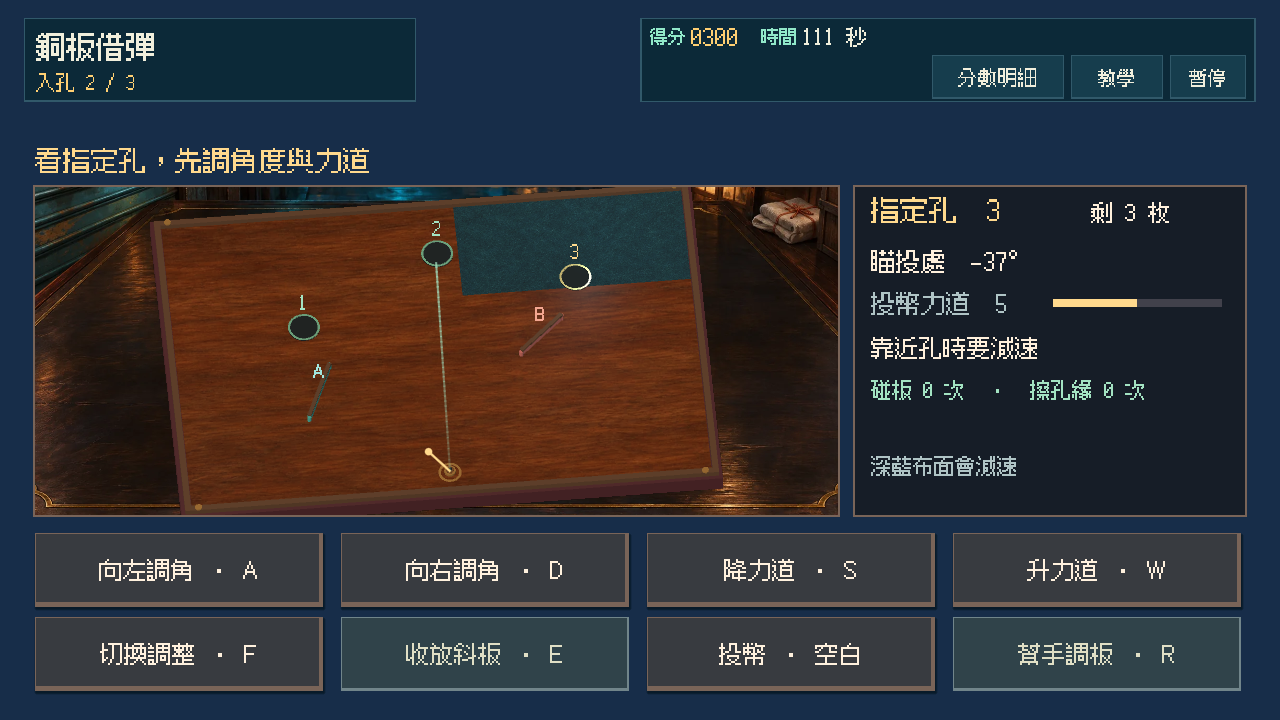 銅板借彈
入孔 2 / 3
得分 0300 時間 111 秒
分數明細 教學 暫停
看指定孔，先調角度與力道
2
3
1
B
A
指定孔 3 剩 3 枚
瞄投處 -37°
投幣力道 5
靠近孔時要減速
碰板 0 次 · 擦孔緣 0 次
深藍布面會減速
向左調角 · A
向右調角 · D
降力道 · S
升力道 · W
切換調整 · F
收放斜板 · E
投幣 · 空白
幫手調板 · R